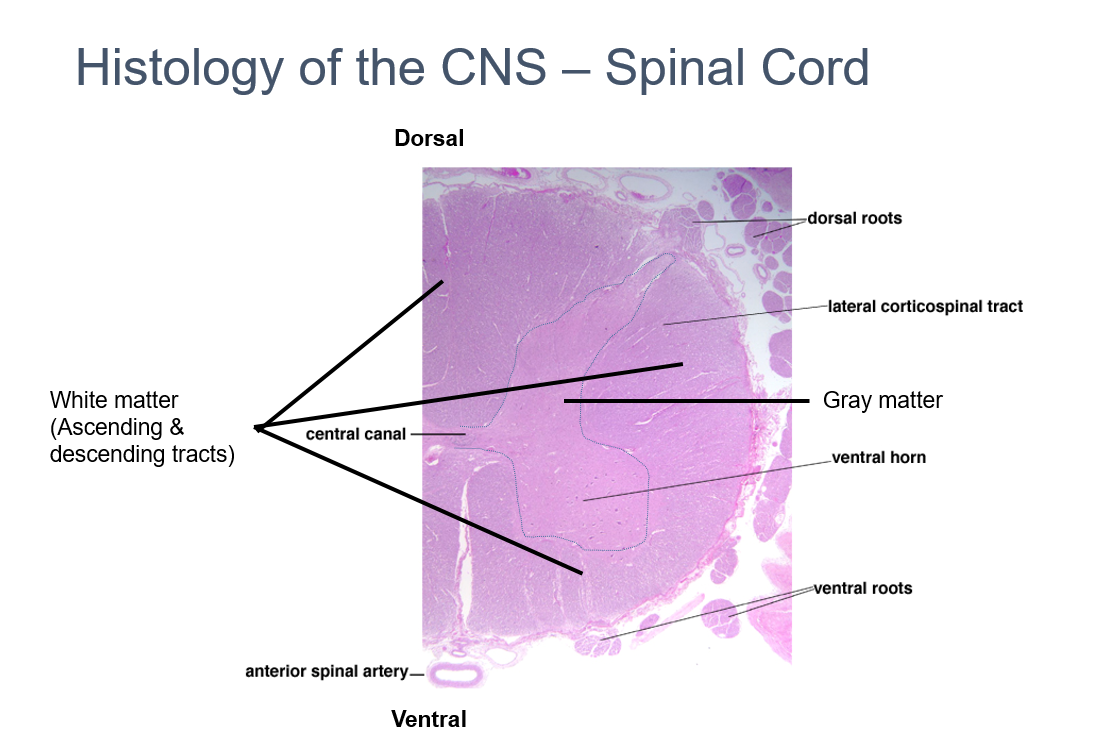 Histology of the CNS – Spinal Cord
Dorsal
dorsal roots
lateral corticospinal tract
White matter
(Ascending &
descending tracts)
Gray matter
central canal
ventral horn
ventral roots
anterior spinal artery
Ventral